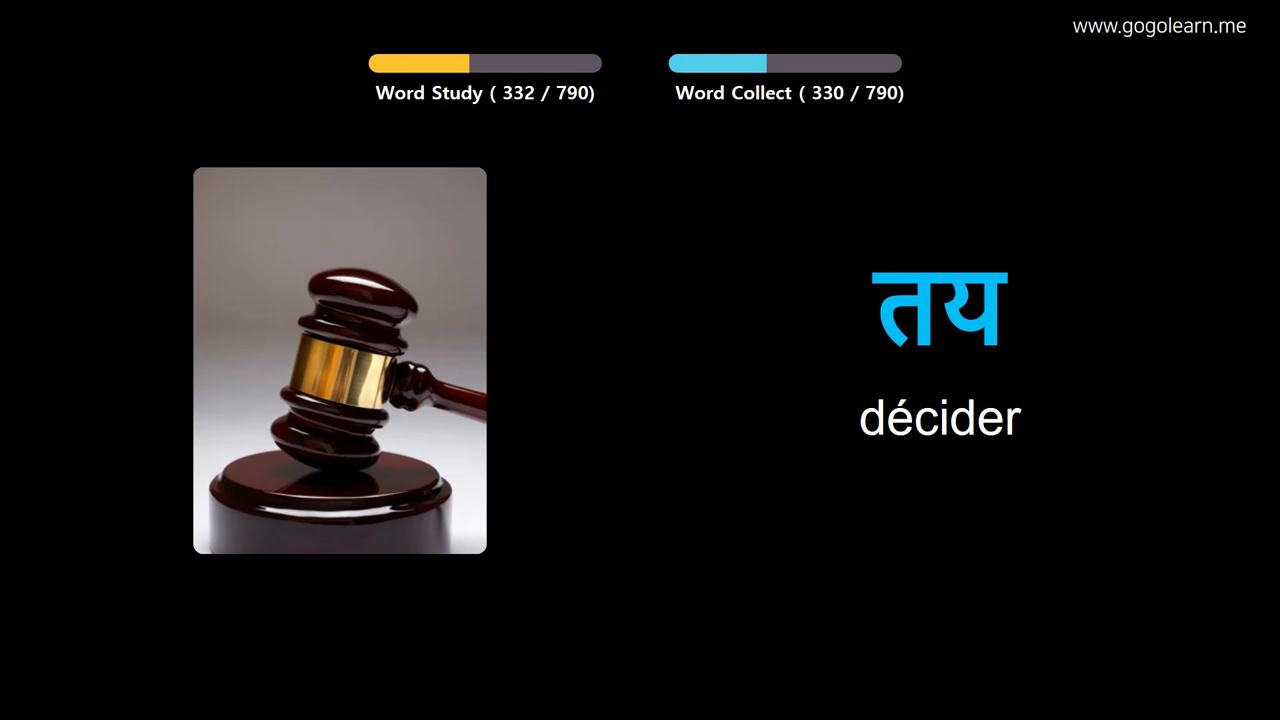 www.gogolearn.me
Word Study ( 332 / 790)
Word Collect ( 330 / 790)
तय
décider